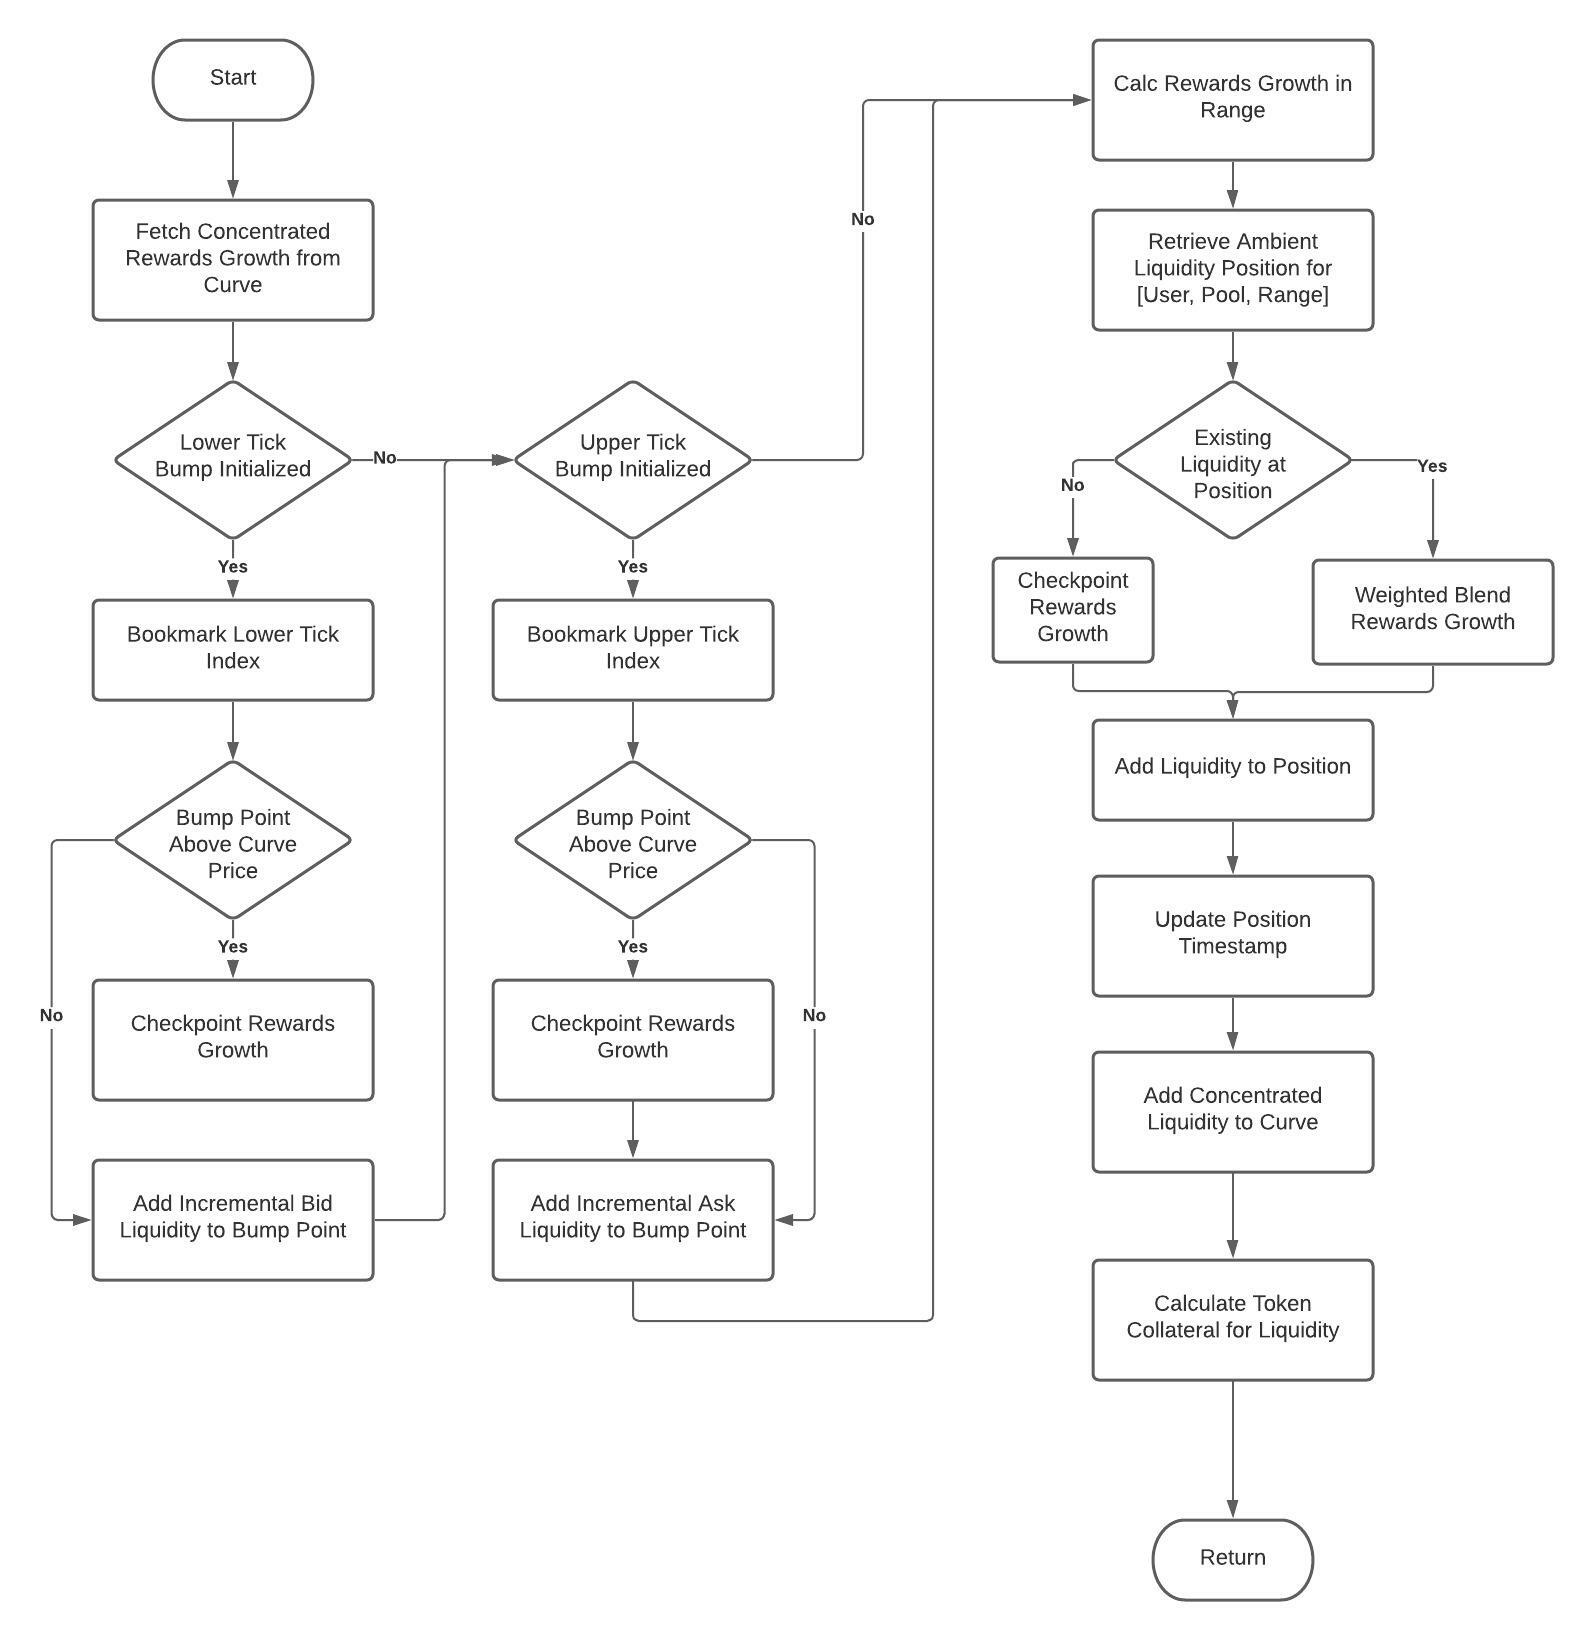 Start
Fetch Concentrated
Rewards Growth from
Curve
Lower Tick
Bump Initialized
No
Yes
Bookmark Lower Tick
Index
Bump Point
Above Curve
Price
Yes
No
Checkpoint Rewards
Growth
Add Incremental Bid
Liquidity to Bump Point
Upper Tick
Bump Initialized
No
Yes
Bookmark Upper Tick
Index
Bump Point
Above Curve
Price
Yes
No
Checkpoint Rewards
Growth
Add Incremental Ask
Liquidity to Bump Point
Calc Rewards Growth in
Range
Retrieve Ambient
Liquidity Position for
[User, Pool, Range]
Existing
Liquidity at
Position
No
Yes
Checkpoint
Rewards
Growth
Weighted Blend
Rewards Growth
Add Liquidity to Position
Update Position
Timestamp
Add Concentrated
Liquidity to Curve
Calculate Token
Collateral for Liquidity
Return